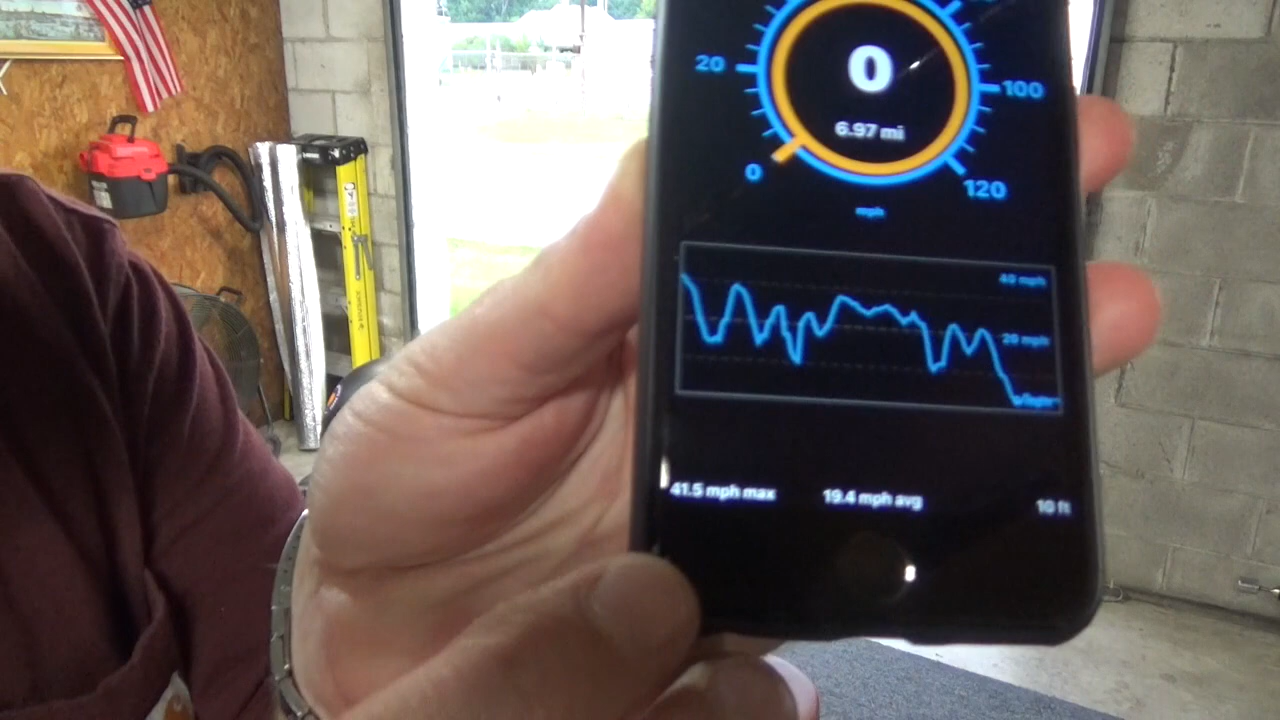 20
0
100
6.97 mi
0
120
mph
40 mph
20 mph
41.5 mph max
19.4 mph avg
10 ft